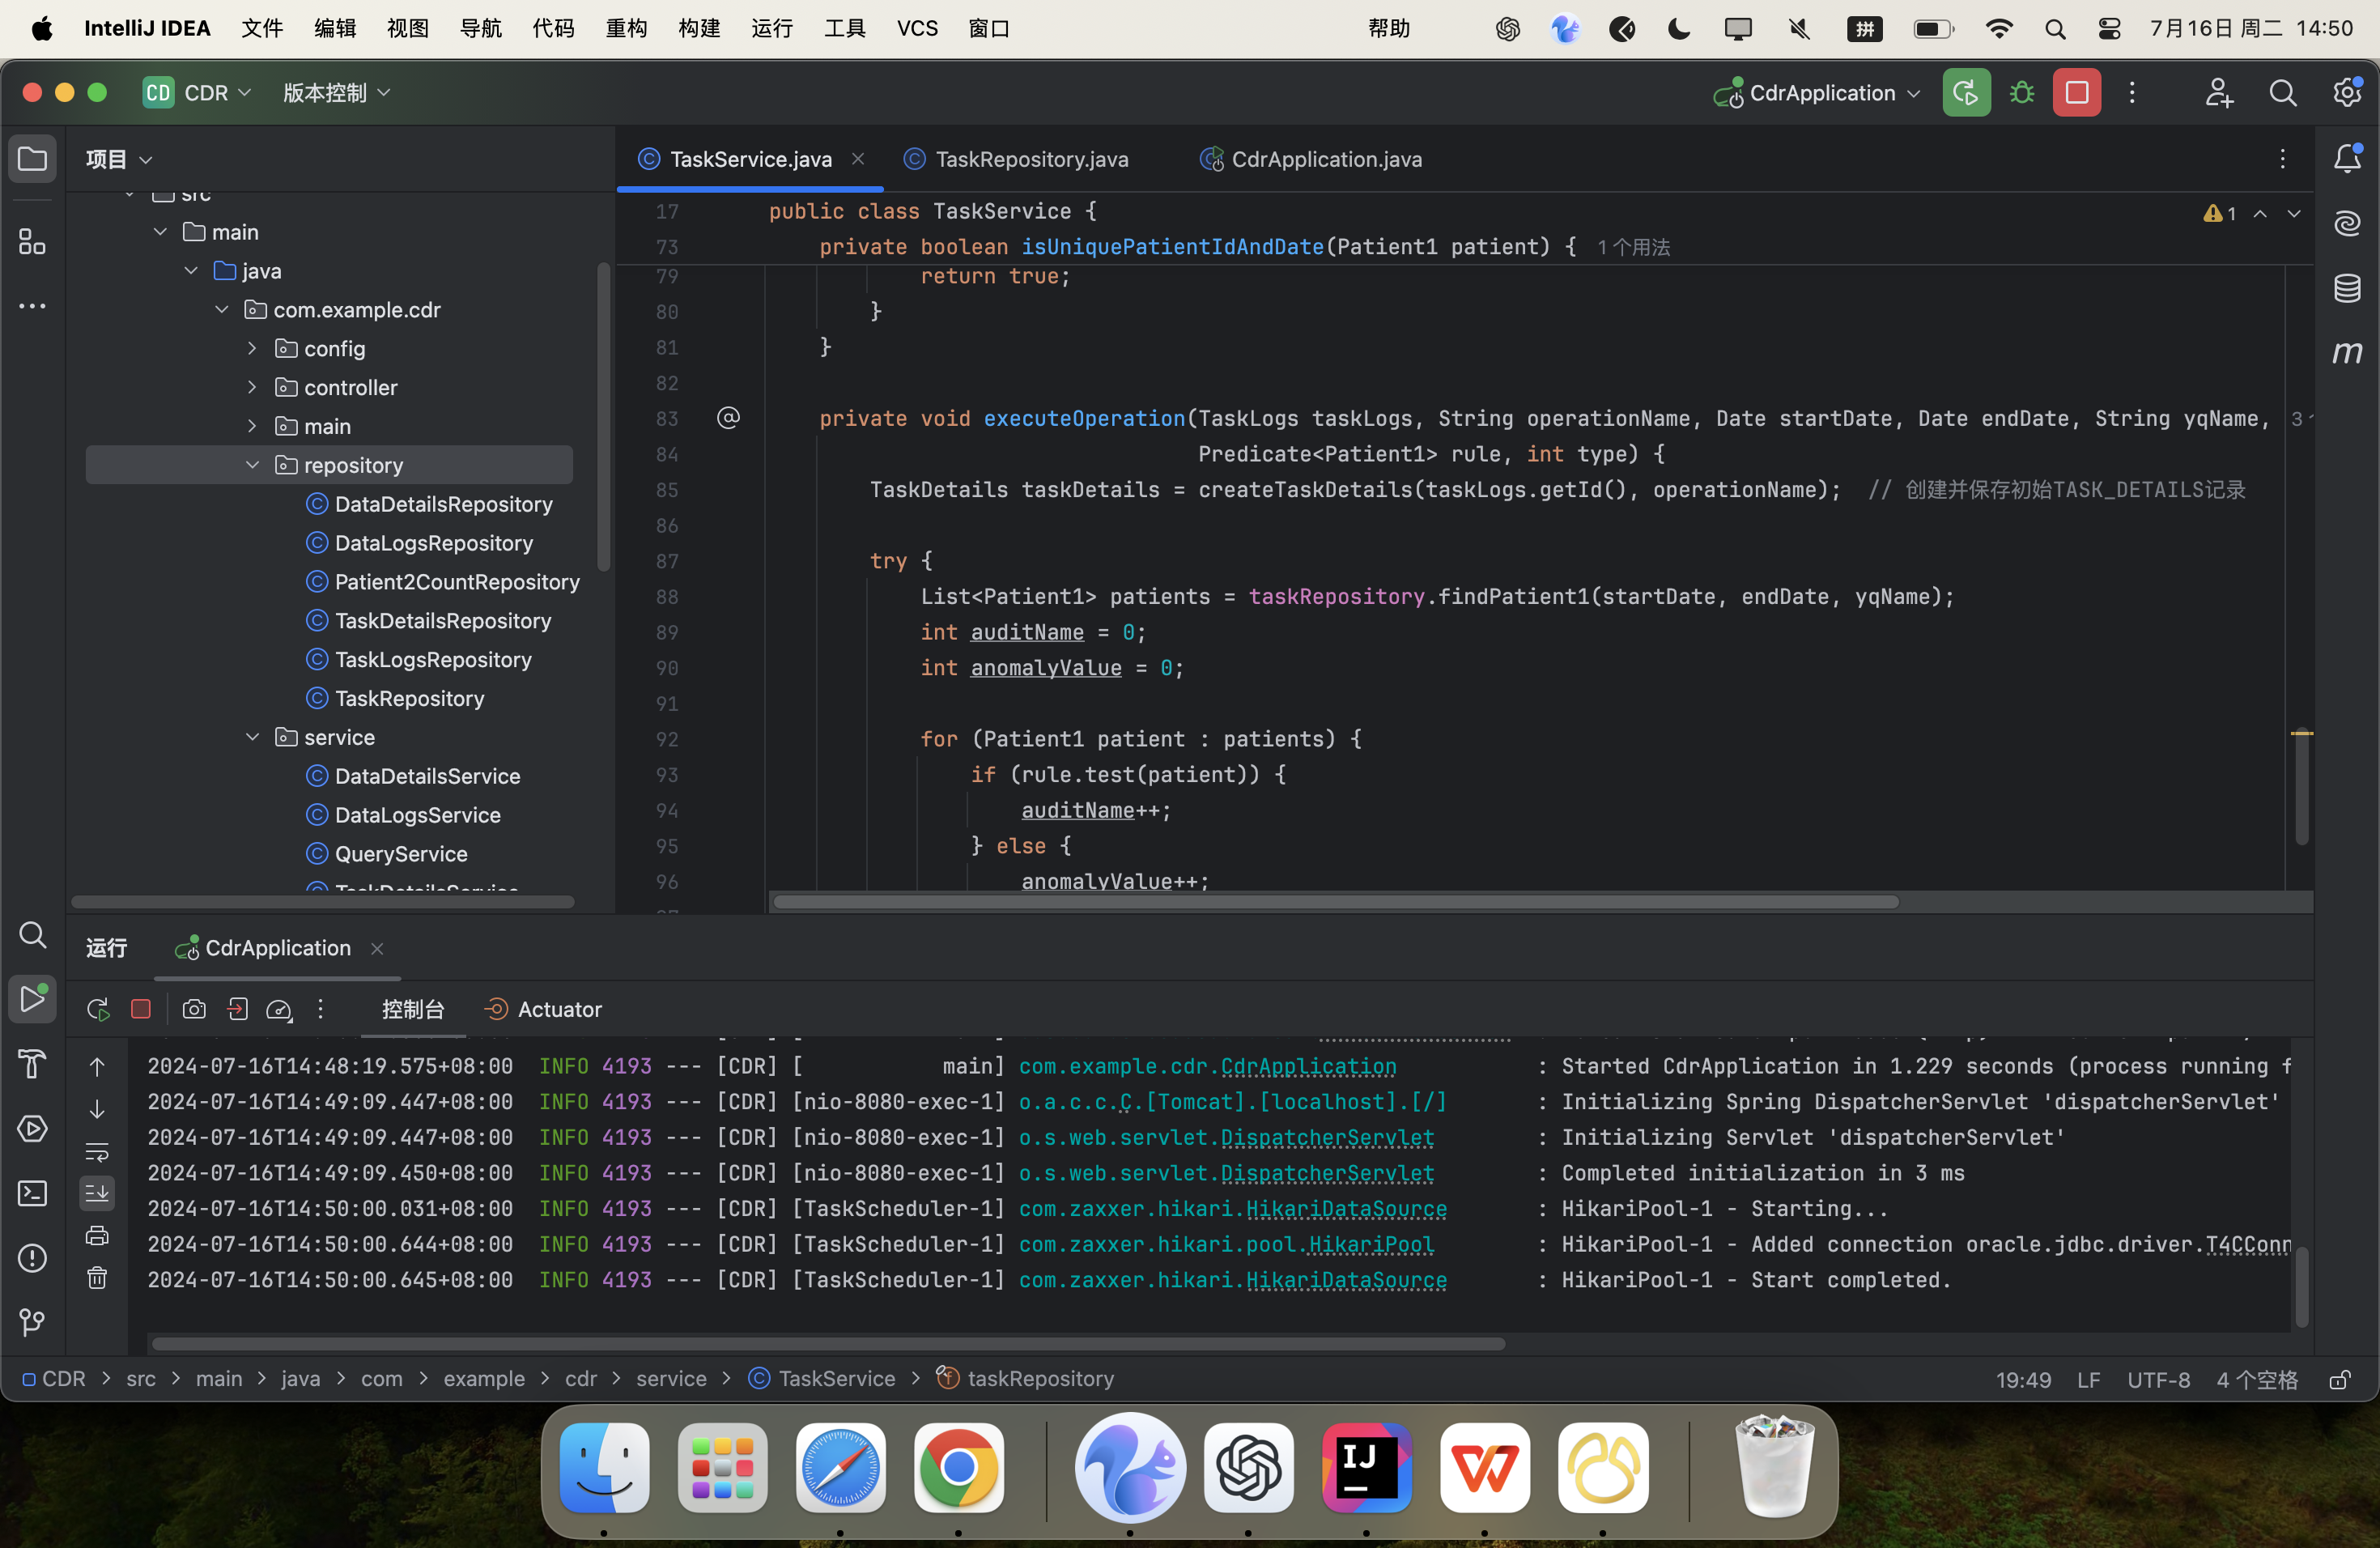 IntelliJ IDEA 文件 编辑 视图 导航 代码 重构 构建 运行 工具 VCS 窗口 帮助 拼 7月16日 周二 14:50
CD CDR 版本控制 CdrApplication
项目
TaskService.java TaskRepository.java CdrApplication.java
src
main
java
com.example.cdr
config
controller
main
repository
DataDetailsRepository
DataLogsRepository
Patient2CountRepository
TaskDetailsRepository
TaskLogsRepository
TaskRepository
service
DataDetailsService
DataLogsService
QueryService
TaskDetailsService
17 public class TaskService { 1
73 private boolean isUniquePatientIdAndDate(Patient1 patient) { 1 个用法
79 return true;
80 }
81 }
82
83 @ private void executeOperation(TaskLogs taskLogs, String operationName, Date startDate, Date endDate, String yqName, 3
84 Predicate<Patient1> rule, int type) {
85 TaskDetails taskDetails = createTaskDetails(taskLogs.getId(), operationName); // 创建并保存初始TASK_DETAILS记录
86
87 try {
88 List<Patient1> patients = taskRepository.findPatient1(startDate, endDate, yqName);
89 int auditName = 0;
90 int anomalyValue = 0;
91
92 for (Patient1 patient : patients) {
93 if (rule.test(patient)) {
94 auditName++;
95 } else {
96 anomalyValue++;
运行 CdrApplication
控制台 Actuator
2024-07-16T14:48:19.575+08:00 INFO 4193 --- [CDR] [ main] com.example.cdr.CdrApplication : Started CdrApplication in 1.229 seconds (process running f
2024-07-16T14:49:09.447+08:00 INFO 4193 --- [CDR] [nio-8080-exec-1] o.a.c.c.C.[Tomcat].[localhost].[/] : Initializing Spring DispatcherServlet 'dispatcherServlet'
2024-07-16T14:49:09.447+08:00 INFO 4193 --- [CDR] [nio-8080-exec-1] o.s.web.servlet.DispatcherServlet : Initializing Servlet 'dispatcherServlet'
2024-07-16T14:49:09.450+08:00 INFO 4193 --- [CDR] [nio-8080-exec-1] o.s.web.servlet.DispatcherServlet : Completed initialization in 3 ms
2024-07-16T14:50:00.031+08:00 INFO 4193 --- [CDR] [TaskScheduler-1] com.zaxxer.hikari.HikariDataSource : HikariPool-1 - Starting...
2024-07-16T14:50:00.644+08:00 INFO 4193 --- [CDR] [TaskScheduler-1] com.zaxxer.hikari.pool.HikariPool : HikariPool-1 - Added connection oracle.jdbc.driver.T4CConn
2024-07-16T14:50:00.645+08:00 INFO 4193 --- [CDR] [TaskScheduler-1] com.zaxxer.hikari.HikariDataSource : HikariPool-1 - Start completed.
CDR > src > main > java > com > example > cdr > service > TaskService > taskRepository 19:49 LF UTF-8 4 个空格
IJ